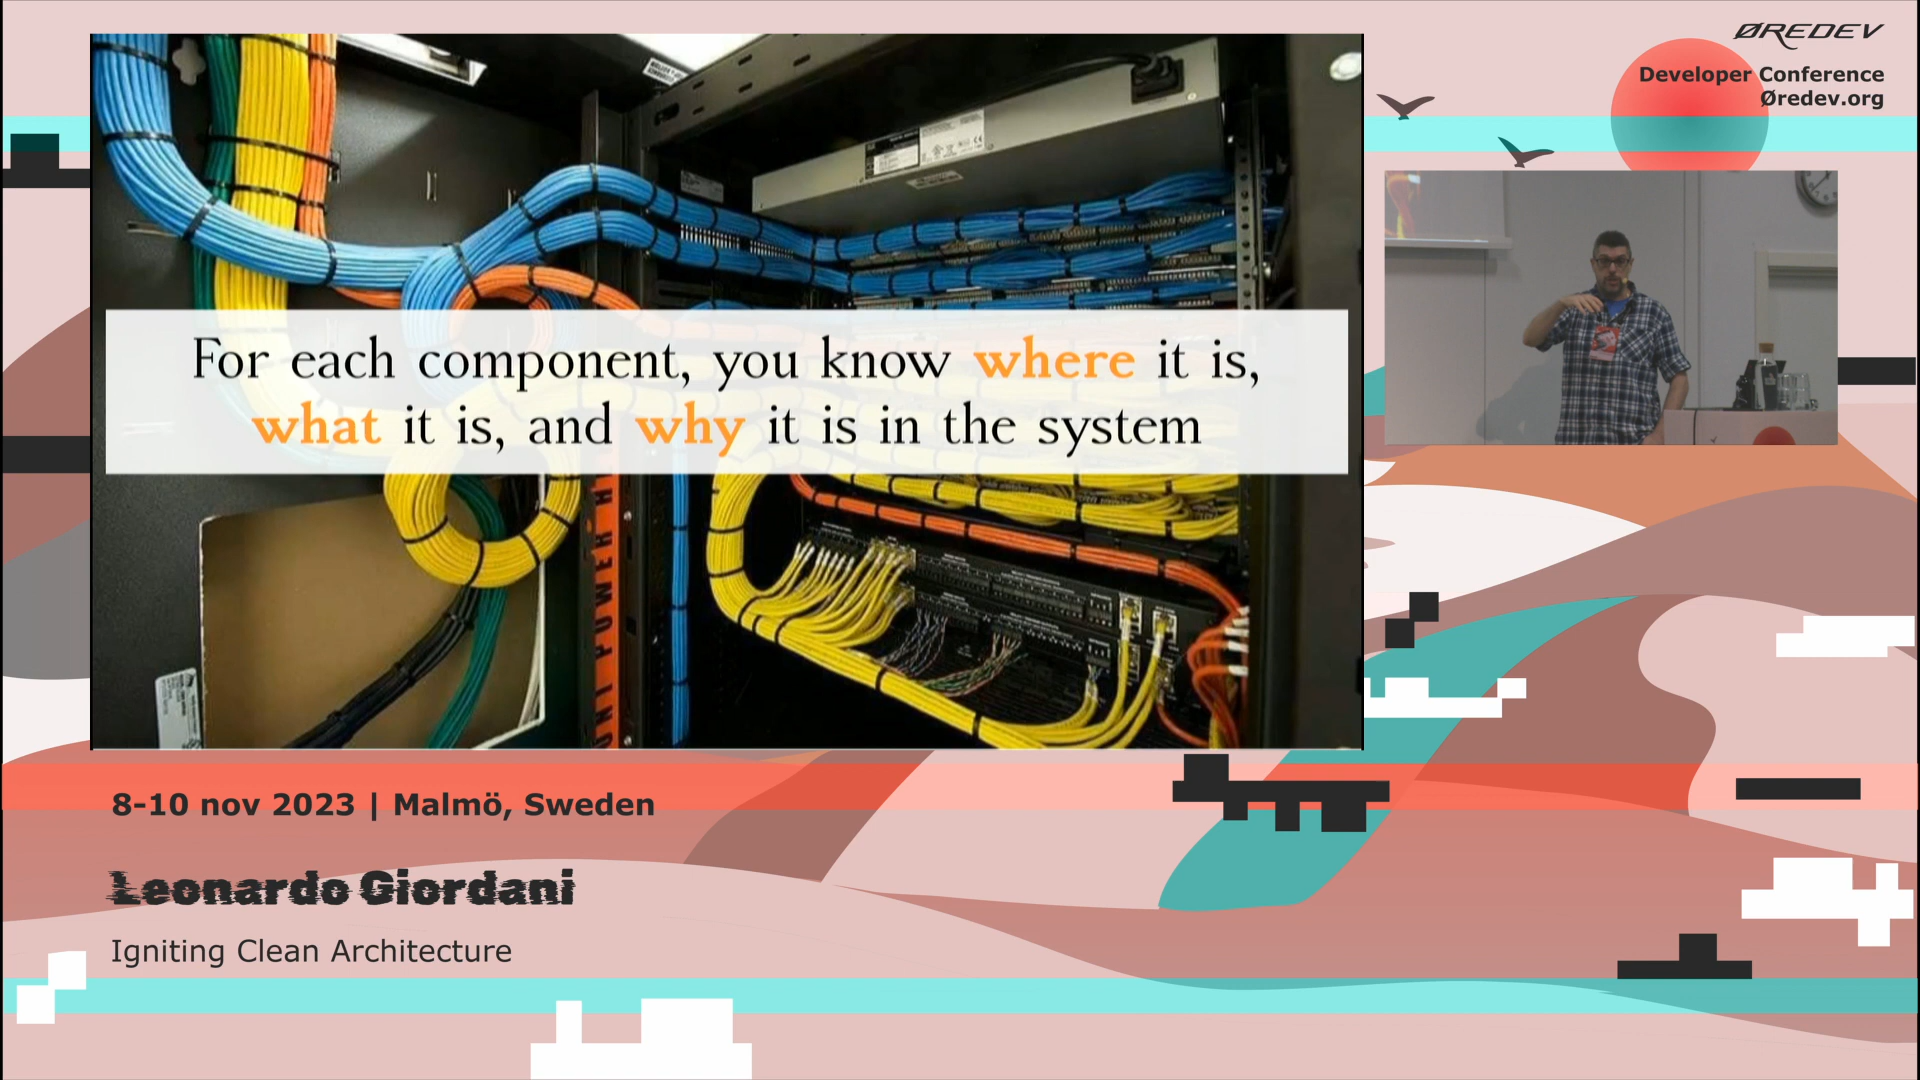 ØREDEV
Developer Conference
Øredev.org
For each component, you know where it is,
what it is, and why it is in the system
8-10 nov 2023 | Malmö, Sweden
Leonardo Giordani
Igniting Clean Architecture